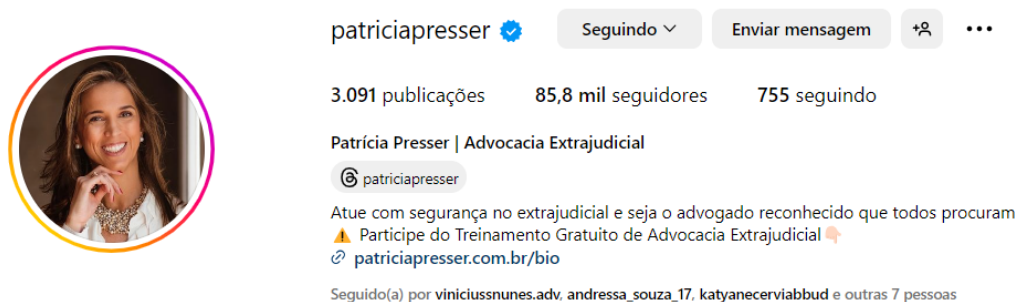 patriciapresser Seguindo Enviar mensagem
3.091 publicações 85,8 mil seguidores 755 seguindo
Patrícia Presser | Advocacia Extrajudicial
patriciapresser
Atue com segurança no extrajudicial e seja o advogado reconhecido que todos procuram
⚠️ Participe do Treinamento Gratuito de Advocacia Extrajudicial👇🏻
patriciapresser.com.br/bio
Seguido(a) por viniciussnunes.adv, andressa_souza_17, katyanecerviabbud e outras 7 pessoas